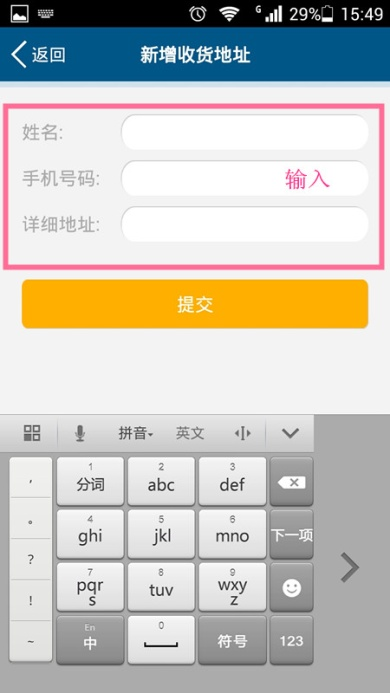 G 29% 15:49
返回 新增收货地址
姓名:
手机号码: 输入
详细地址:
提交
拼音 英文
， 1 分词 2 abc 3 def
。 4 ghi 5 jkl 6 mno 下一项
? 7 pqrs 8 tuv 9 wxyz
!
~ En 中 0 符号 123